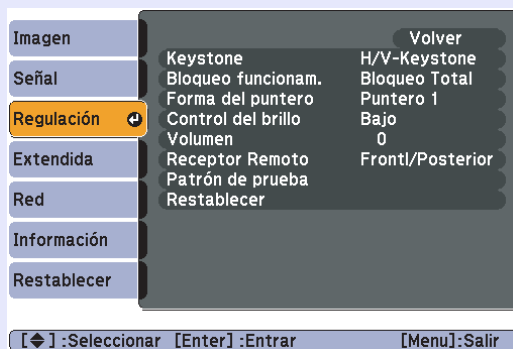 Imagen
Señal
Regulación
Extendida
Red
Información
Restablecer
Volver
Keystone H/V-Keystone
Bloqueo funcionam. Bloqueo Total
Forma del puntero Puntero 1
Control del brillo Bajo
Volumen 0
Receptor Remoto Frontl/Posterior
Patrón de prueba
Restablecer
[◆] :Seleccionar [Enter] :Entrar [Menu]:Salir